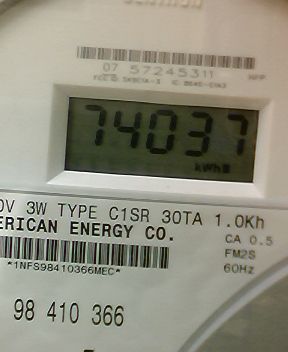 07 57245311 HFP
74037
kWh
0V 3W TYPE C1SR 30TA 1.0Kh
ERICAN ENERGY CO.
CA 0.5
*1NFS98410366MEC*
FM2S
60Hz
98 410 366